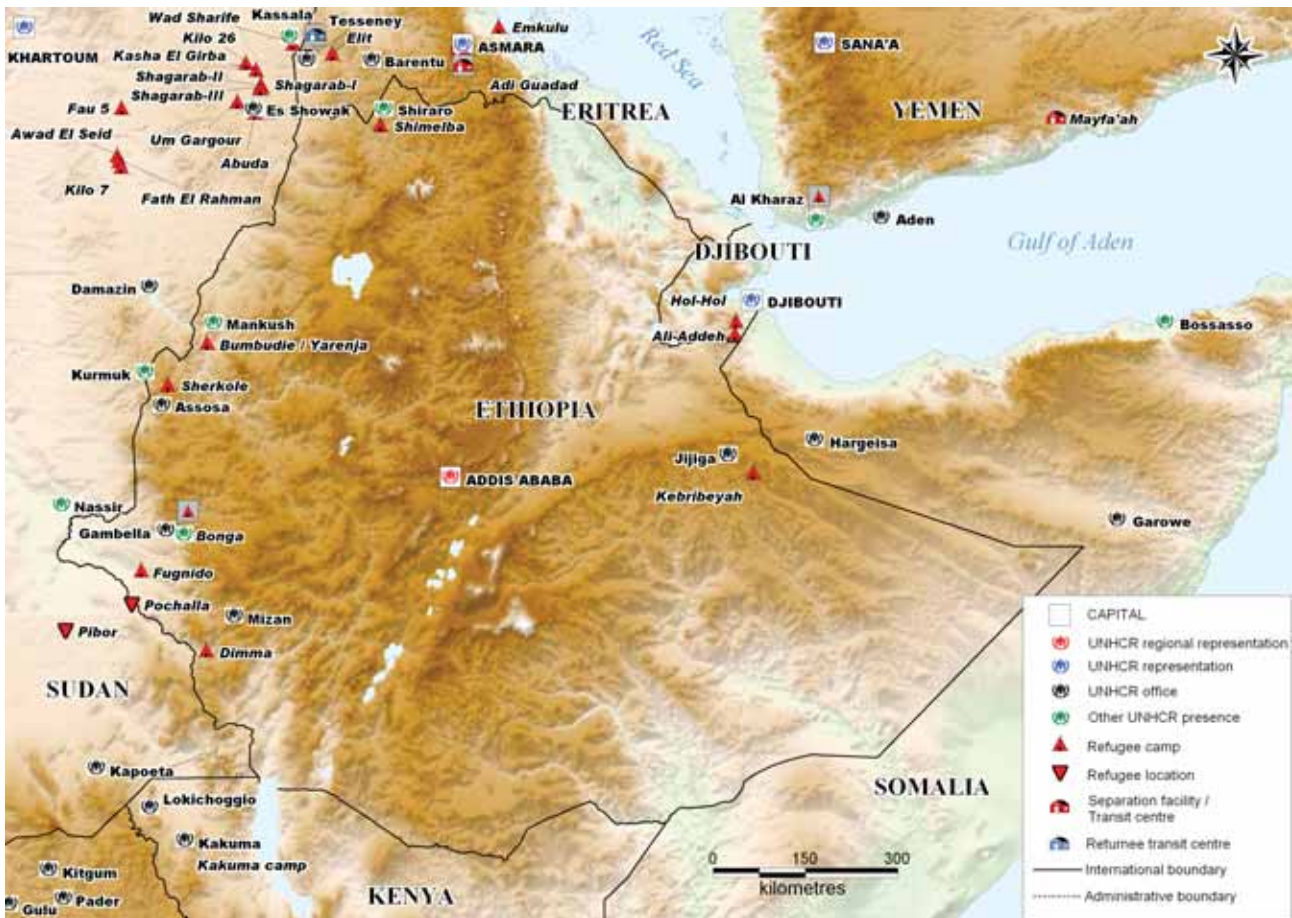 Wad Sharife
Kassala
Tesseney
Emkulu
KHARTOUM
Kilo 26
Elit
ASMARA
SANA'A
Red Sea
Kasha El Girba
Barentu
Shagarab-II
Shagarab-I
Adi Guadad
Shagarab-III
Fau 5
Es Showak
Shiraro
ERITREA
YEMEN
Mayfa'ah
Awad El Seid
Um Gargour
Shimelba
Abuda
Kilo 7
Fath El Rahman
Al Kharaz
Aden
Gulf of Aden
DJIBOUTI
Damazin
Hol-Hol
DJIBOUTI
Mankush
Bossasso
Bumbudie / Yarenja
Ali-Addeh
Kurmuk
Sherkole
Assosa
ETHIOPIA
Hargeisa
Jijiga
ADDIS ABABA
Kebribeyah
Nassir
Garowe
Gambella
Bonga
Fugnido
Pochalla
Mizan
Pibor
Dimma
SUDAN
Kapoeta
SOMALIA
Lokichoggio
Kakuma
Kakuma camp
Kitgum
Pader
Gulu
KENYA
0 150 300
kilometres
CAPITAL
UNHCR regional representation
UNHCR representation
UNHCR office
Other UNHCR presence
Refugee camp
Refugee location
Separation facility /
Transit centre
Returnee transit centre
International boundary
Administrative boundary